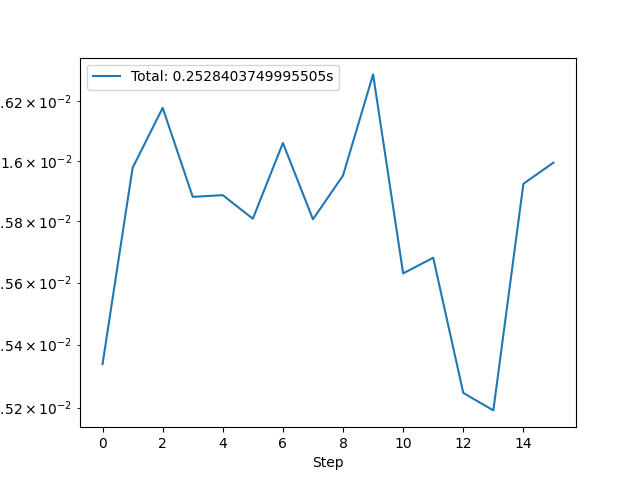 Total: 0.2528403749995505s
.62 × 10⁻²
1.6 × 10⁻²
.58 × 10⁻²
.56 × 10⁻²
.54 × 10⁻²
.52 × 10⁻²
0 2 4 6 8 10 12 14
Step